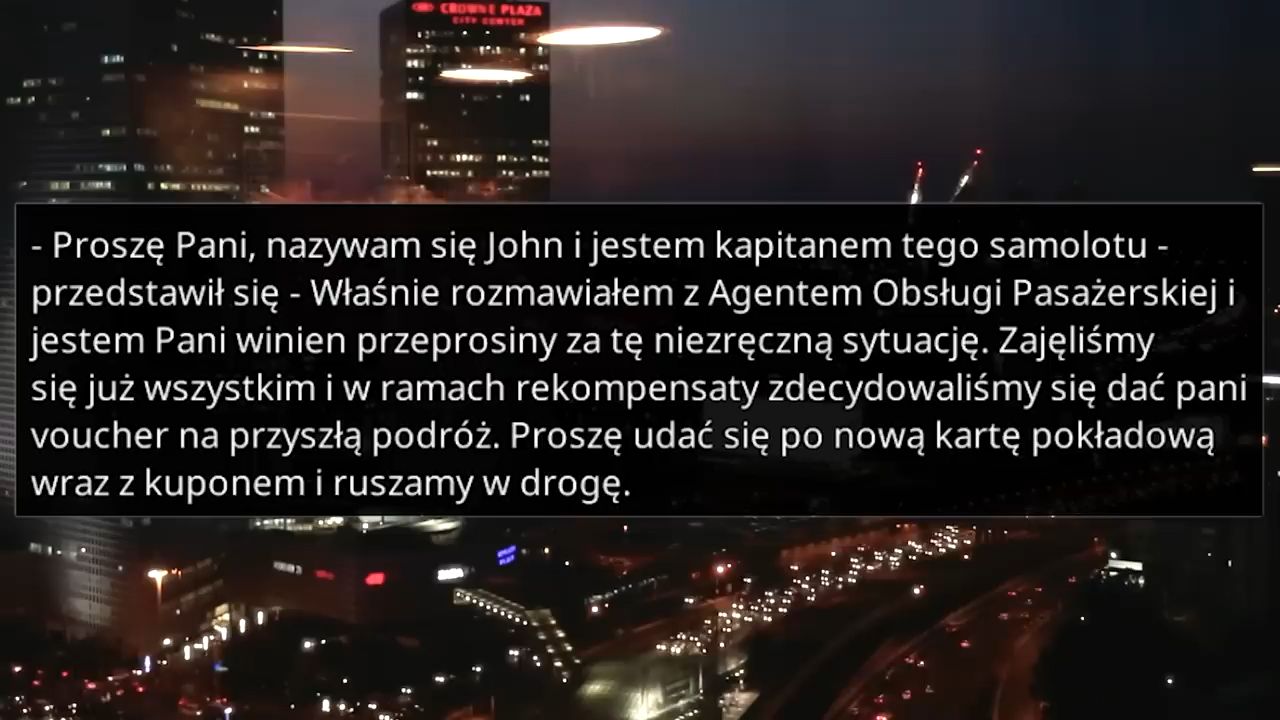 CROWNE PLAZA
CITY CENTER
- Proszę Pani, nazywam się John i jestem kapitanem tego samolotu -
przedstawił się - Właśnie rozmawiałem z Agentem Obsługi Pasażerskiej i
jestem Pani winien przeprosiny za tę niezręczną sytuację. Zajęliśmy
się już wszystkim i w ramach rekompensaty zdecydowaliśmy się dać pani
voucher na przyszłą podróż. Proszę udać się po nową kartę pokładową
wraz z kuponem i ruszamy w drogę.